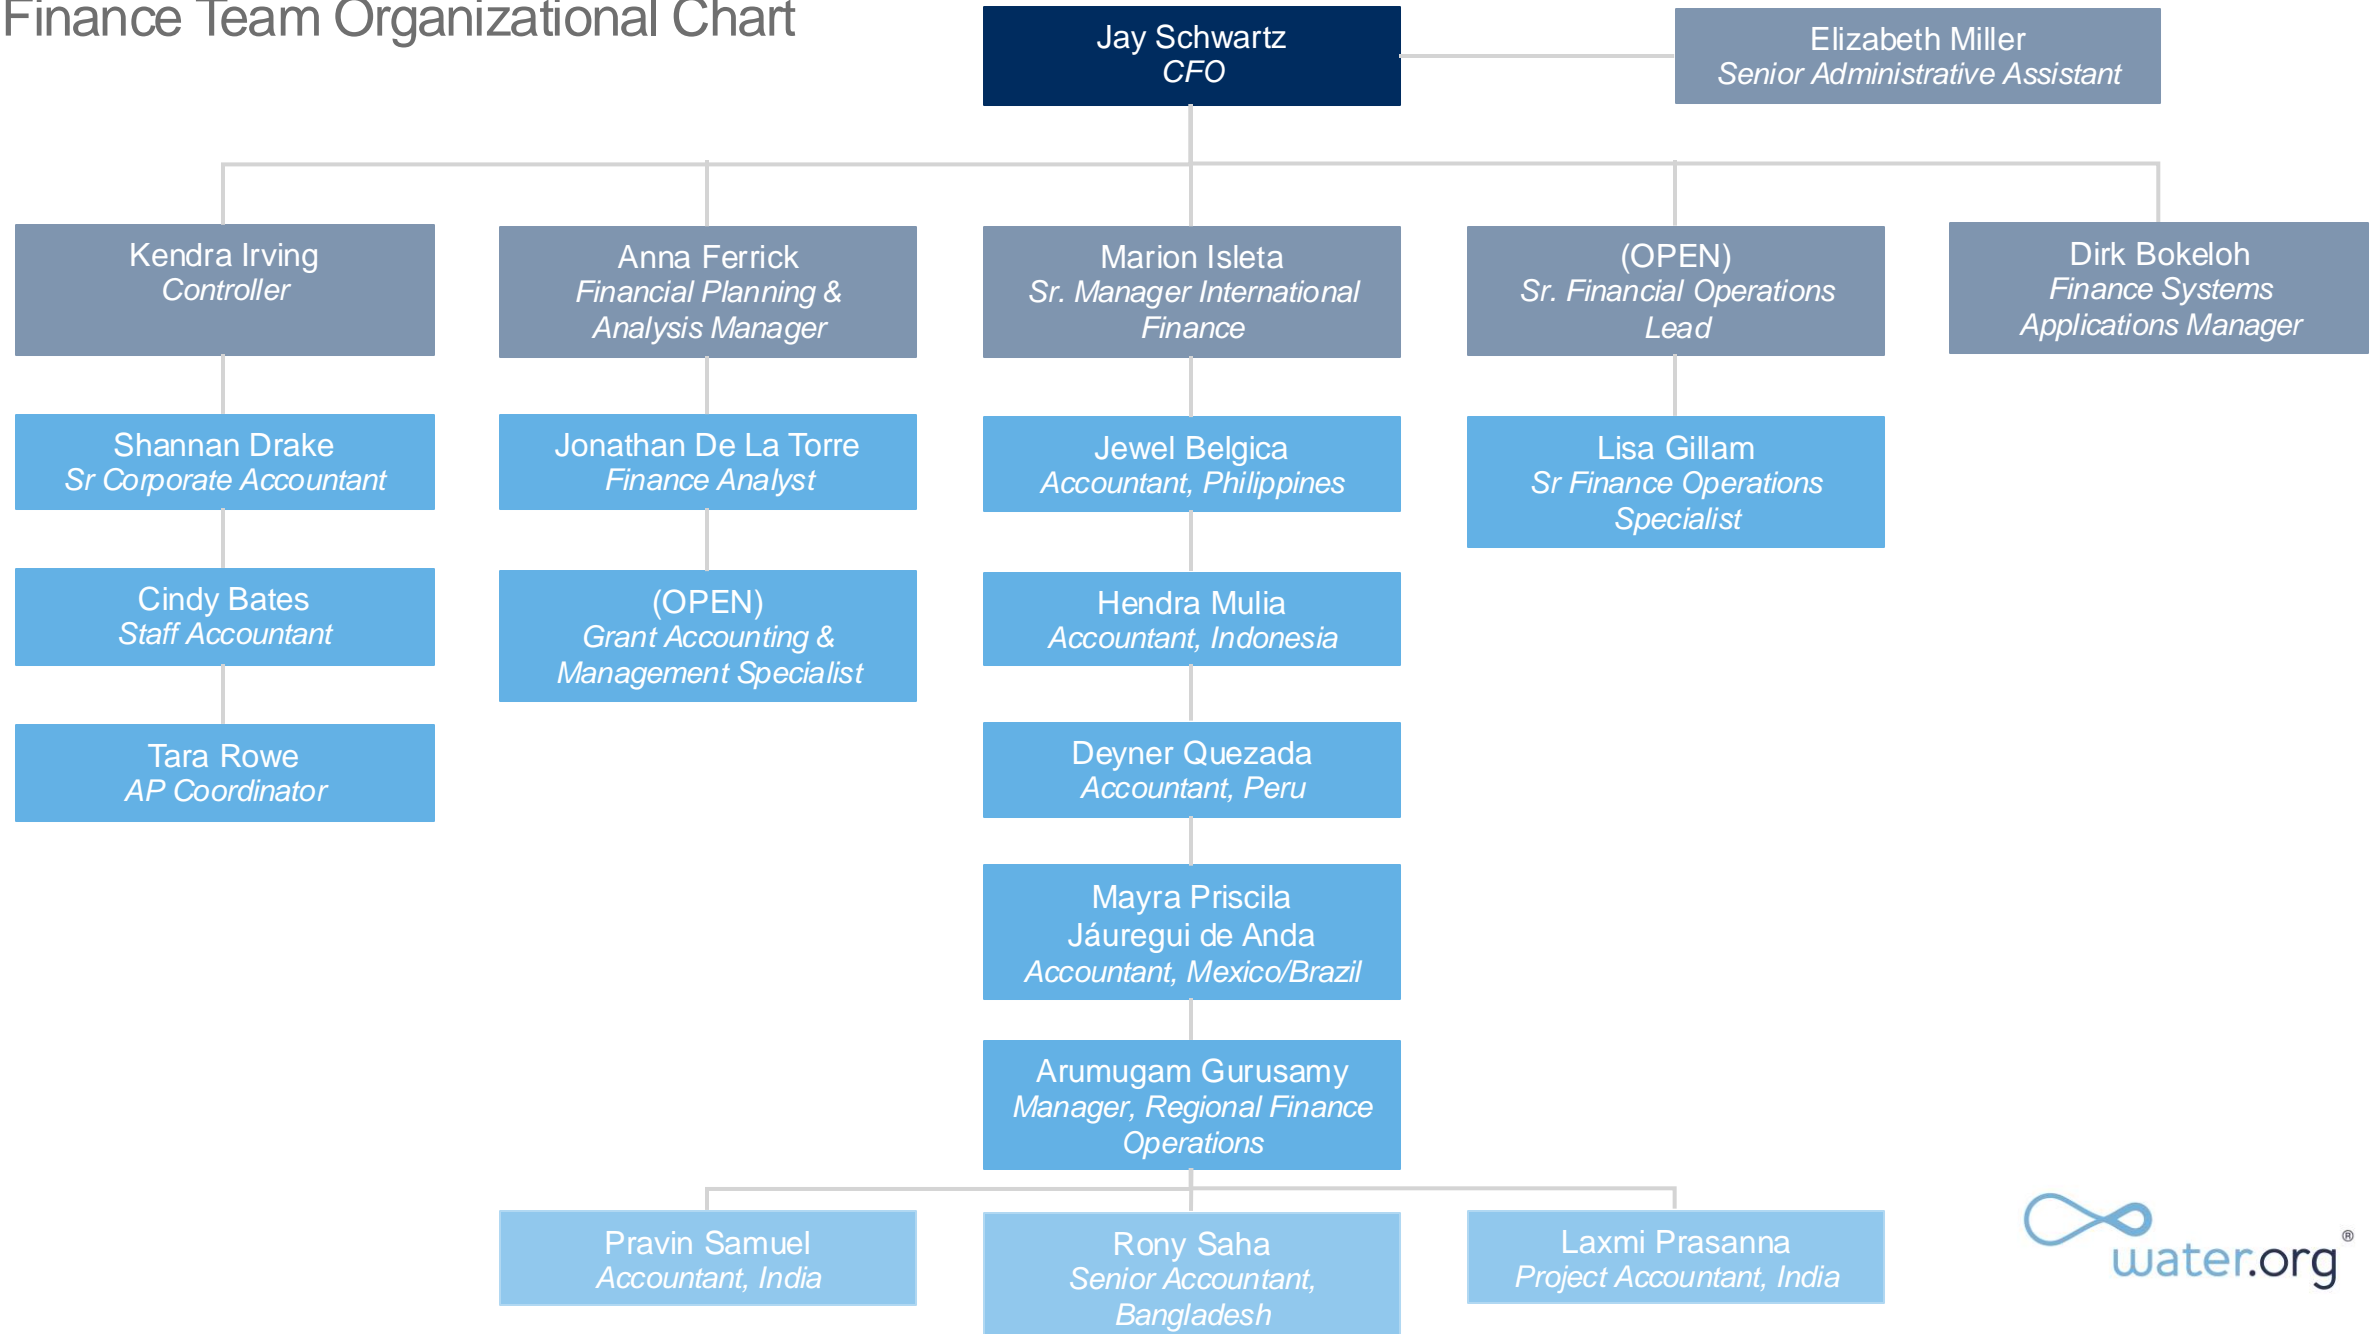 Finance Team Organizational Chart
Jay Schwartz
CFO
Elizabeth Miller
Senior Administrative Assistant
Kendra Irving
Controller
Anna Ferrick
Financial Planning &
Analysis Manager
Marion Isleta
Sr. Manager International
Finance
(OPEN)
Sr. Financial Operations
Lead
Dirk Bokeloh
Finance Systems
Applications Manager
Shannan Drake
Sr Corporate Accountant
Jonathan De La Torre
Finance Analyst
Jewel Belgica
Accountant, Philippines
Lisa Gillam
Sr Finance Operations
Specialist
Cindy Bates
Staff Accountant
(OPEN)
Grant Accounting &
Management Specialist
Hendra Mulia
Accountant, Indonesia
Tara Rowe
AP Coordinator
Deyner Quezada
Accountant, Peru
Mayra Priscila
Jáuregui de Anda
Accountant, Mexico/Brazil
Arumugam Gurusamy
Manager, Regional Finance
Operations
Pravin Samuel
Accountant, India
Rony Saha
Senior Accountant,
Bangladesh
Laxmi Prasanna
Project Accountant, India
water.org®